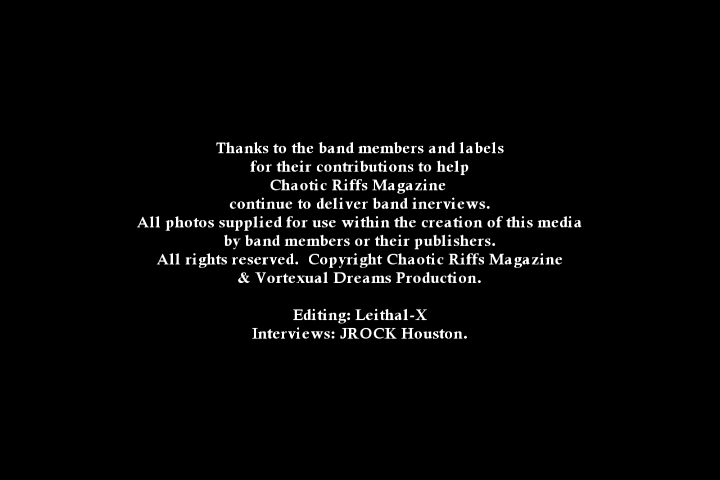 Thanks to the band members and labels
for their contributions to help
Chaotic Riffs Magazine
continue to deliver band inerviews.
All photos supplied for use within the creation of this media
by band members or their publishers.
All rights reserved.  Copyright Chaotic Riffs Magazine
& Vortexual Dreams Production.
Editing: Leithal-X
Interviews: JROCK Houston.